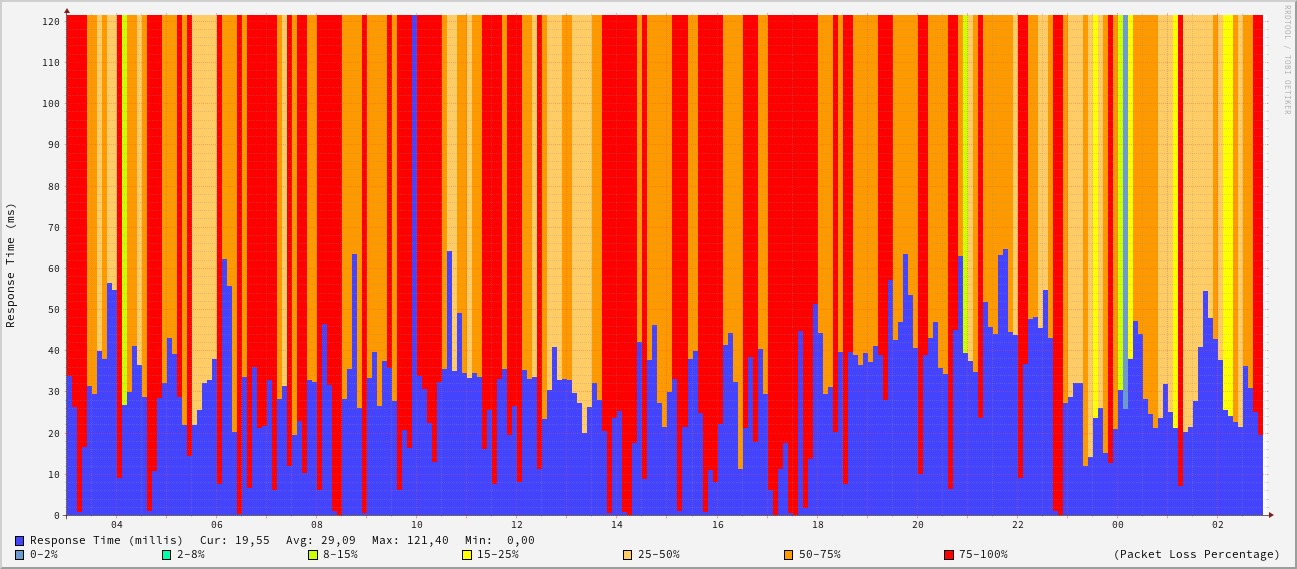 RRDTOOL / TOBI OETIKER
Response Time (ms)
120
110
100
90
80
70
60
50
40
30
20
10
0
04 06 08 10 12 14 16 18 20 22 00 02
Response Time (millis) Cur: 19,55 Avg: 29,09 Max: 121,40 Min: 0,00
0-2% 2-8% 8-15% 15-25% 25-50% 50-75% 75-100% (Packet Loss Percentage)